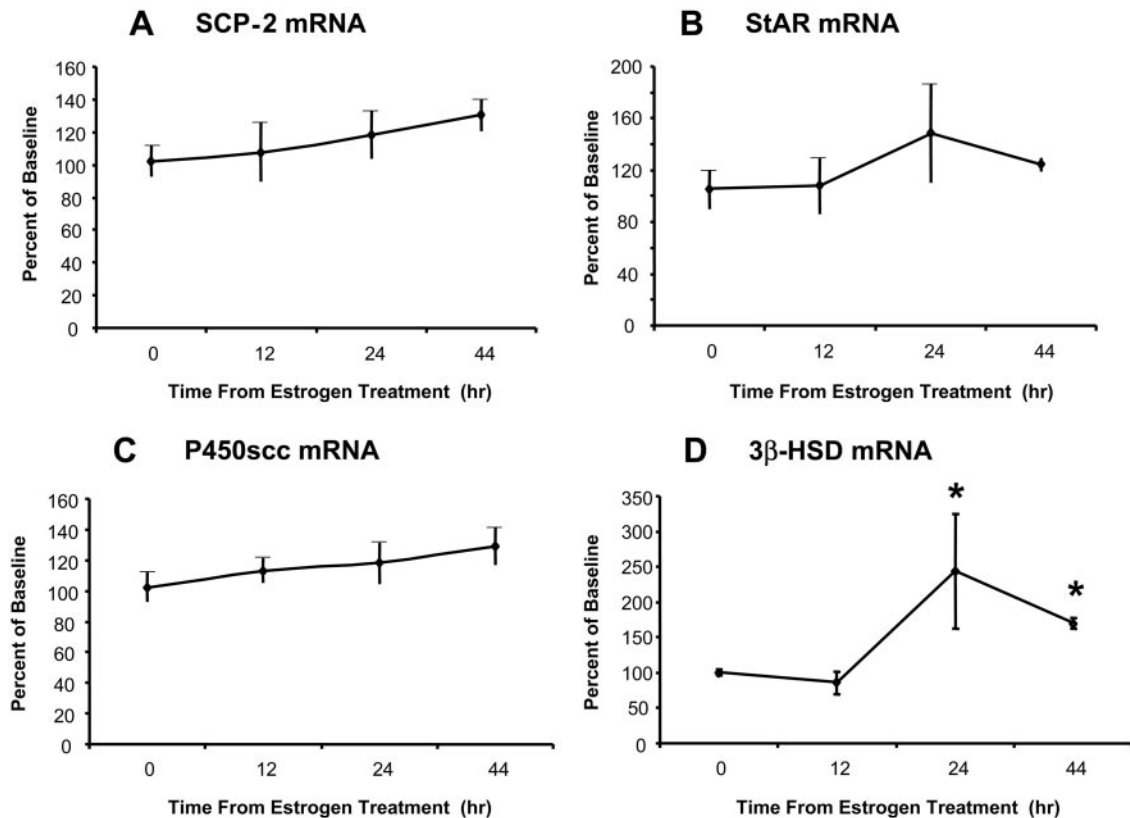 A SCP-2 mRNA
160
140
120
100
80
60
40
20
0
Percent of Baseline
0 12 24 44
Time From Estrogen Treatment (hr)
B StAR mRNA
200
160
120
80
40
0
Percent of Baseline
0 12 24 44
Time From Estrogen Treatment (hr)
C P450scc mRNA
160
140
120
100
80
60
40
20
0
Percent of Baseline
0 12 24 44
Time From Estrogen Treatment (hr)
D 3β-HSD mRNA
350
300
250
200
150
100
50
0
Percent of Baseline
*
*
0 12 24 44
Time From Estrogen Treatment (hr)